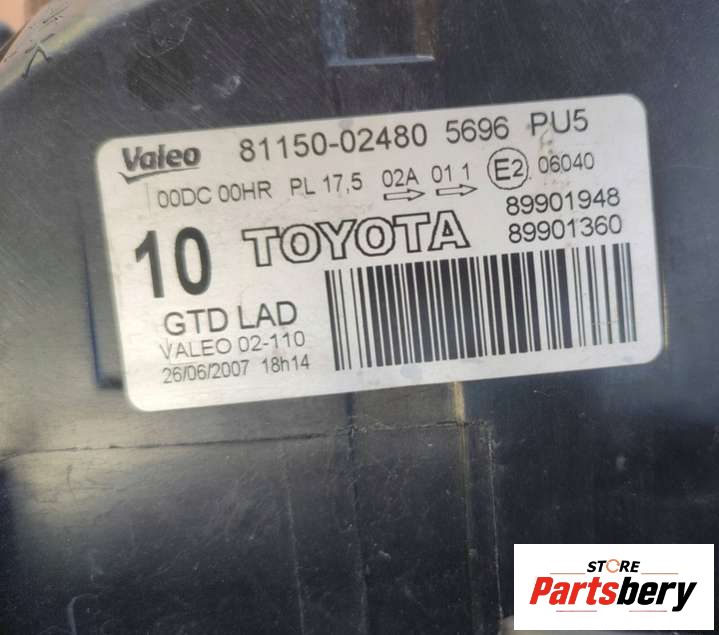 Valeo 81150-02480 5696 PU5
00DC 00HR PL 17,5 02A 01 1 E2 06040
89901948
10 TOYOTA 89901360
GTD LAD
VALEO 02-110
26/06/2007 18h14
STORE
Partsbery